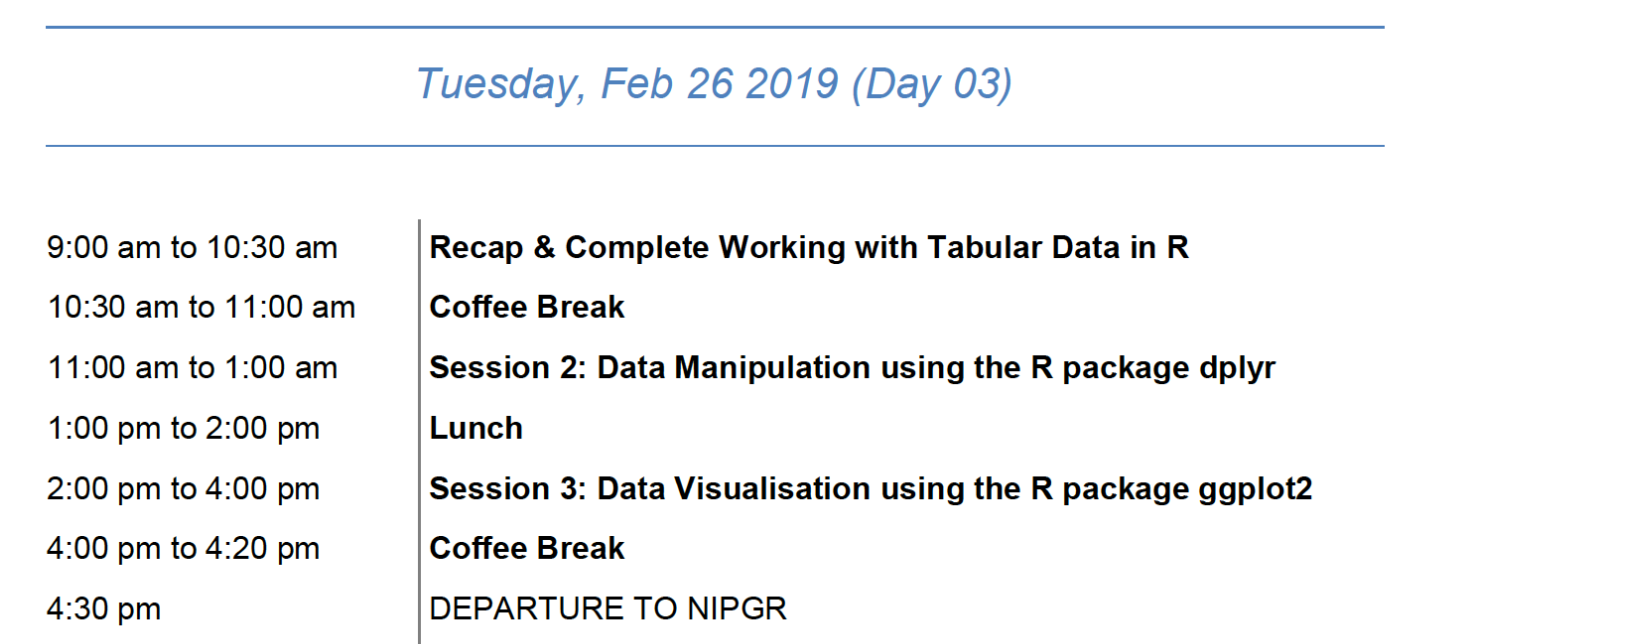 Tuesday, Feb 26 2019 (Day 03)
9:00 am to 10:30 am Recap & Complete Working with Tabular Data in R
10:30 am to 11:00 am Coffee Break
11:00 am to 1:00 am Session 2: Data Manipulation using the R package dplyr
1:00 pm to 2:00 pm Lunch
2:00 pm to 4:00 pm Session 3: Data Visualisation using the R package ggplot2
4:00 pm to 4:20 pm Coffee Break
4:30 pm DEPARTURE TO NIPGR